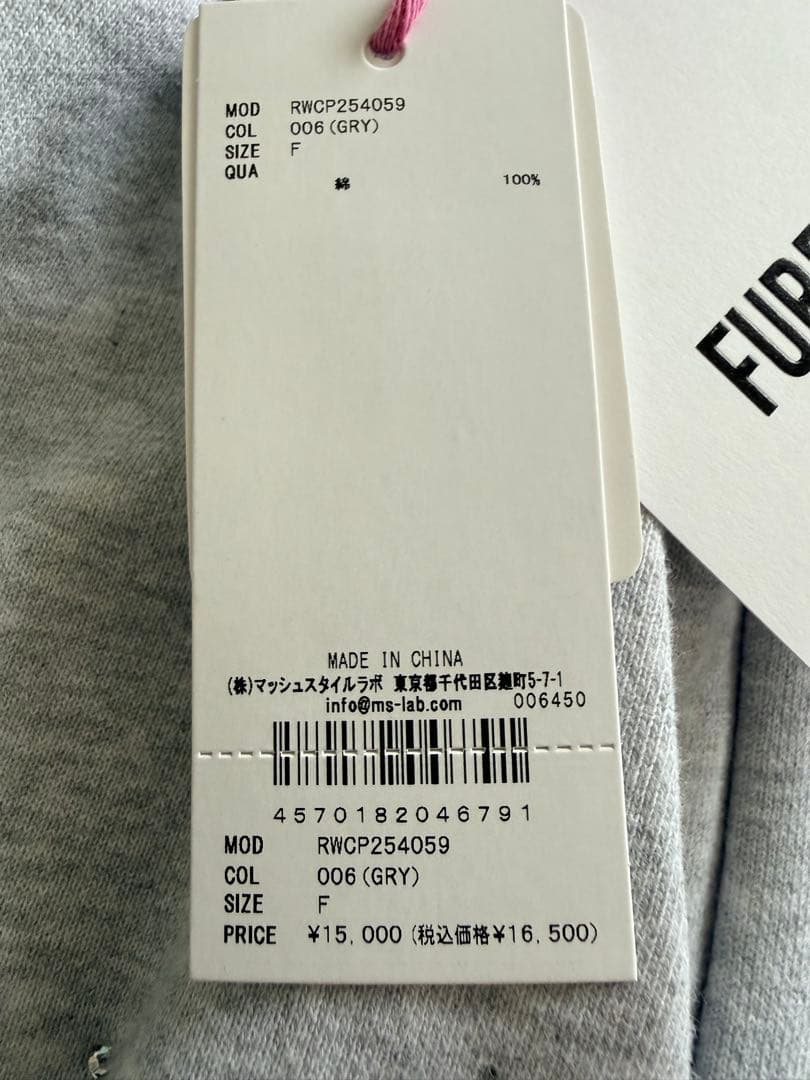 MOD RWCP254059
COL 006(GRY)
SIZE F
QUA
綿 100%
MADE IN CHINA
(株)マッシュスタイルラボ 東京都千代田区麹町5-7-1
info@ms-lab.com 006450
4570182046791
MOD RWCP254059
COL 006(GRY)
SIZE F
PRICE ¥15,000(税込価格¥16,500)